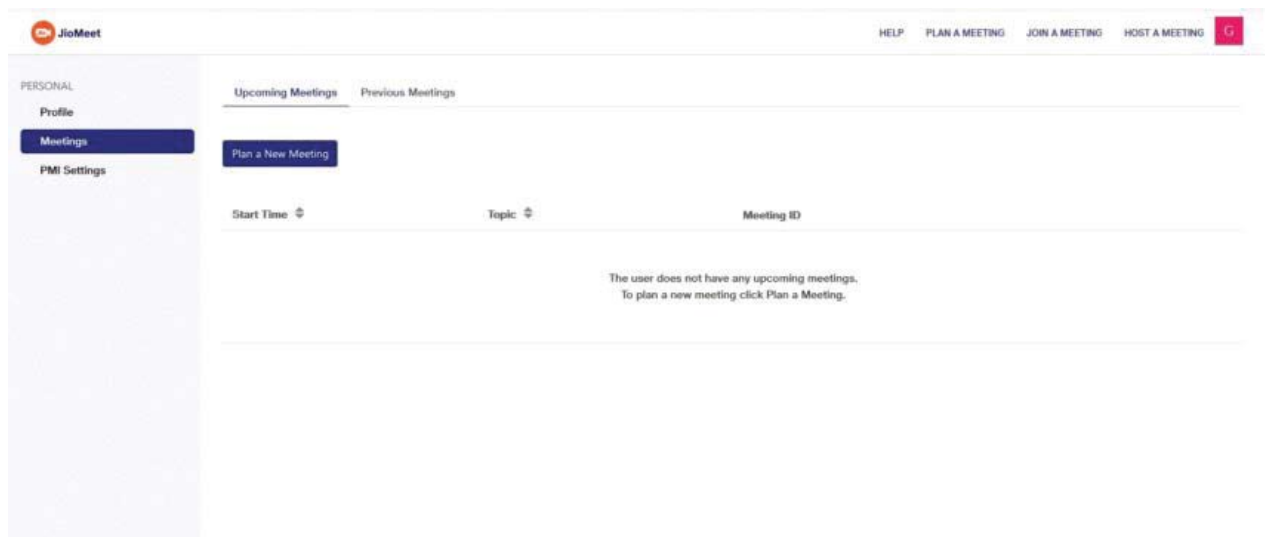 JioMeet
HELP PLAN A MEETING JOIN A MEETING HOST A MEETING G
PERSONAL
Profile
Meetings
PMI Settings
Upcoming Meetings Previous Meetings
Plan a New Meeting
Start Time Topic Meeting ID
The user does not have any upcoming meetings.
To plan a new meeting click Plan a Meeting.